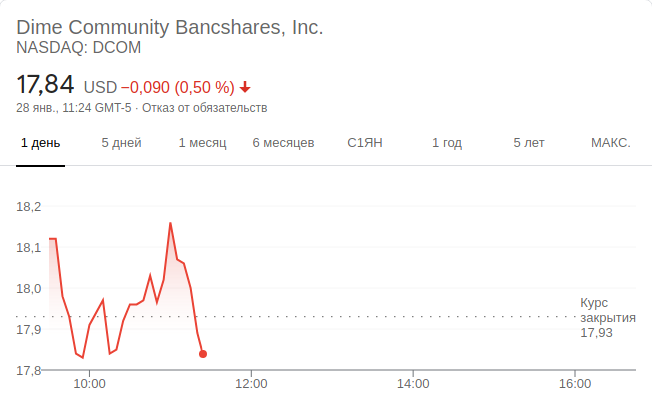 Dime Community Bancshares, Inc.
NASDAQ: DCOM
17,84 USD −0,090 (0,50 %)
28 янв., 11:24 GMT-5 · Отказ от обязательств
1 день 5 дней 1 месяц 6 месяцев С1ЯН 1 год 5 лет МАКС.
18,2
18,1
18,0
17,9
17,8
Курс
закрытия
17,93
10:00 12:00 14:00 16:00